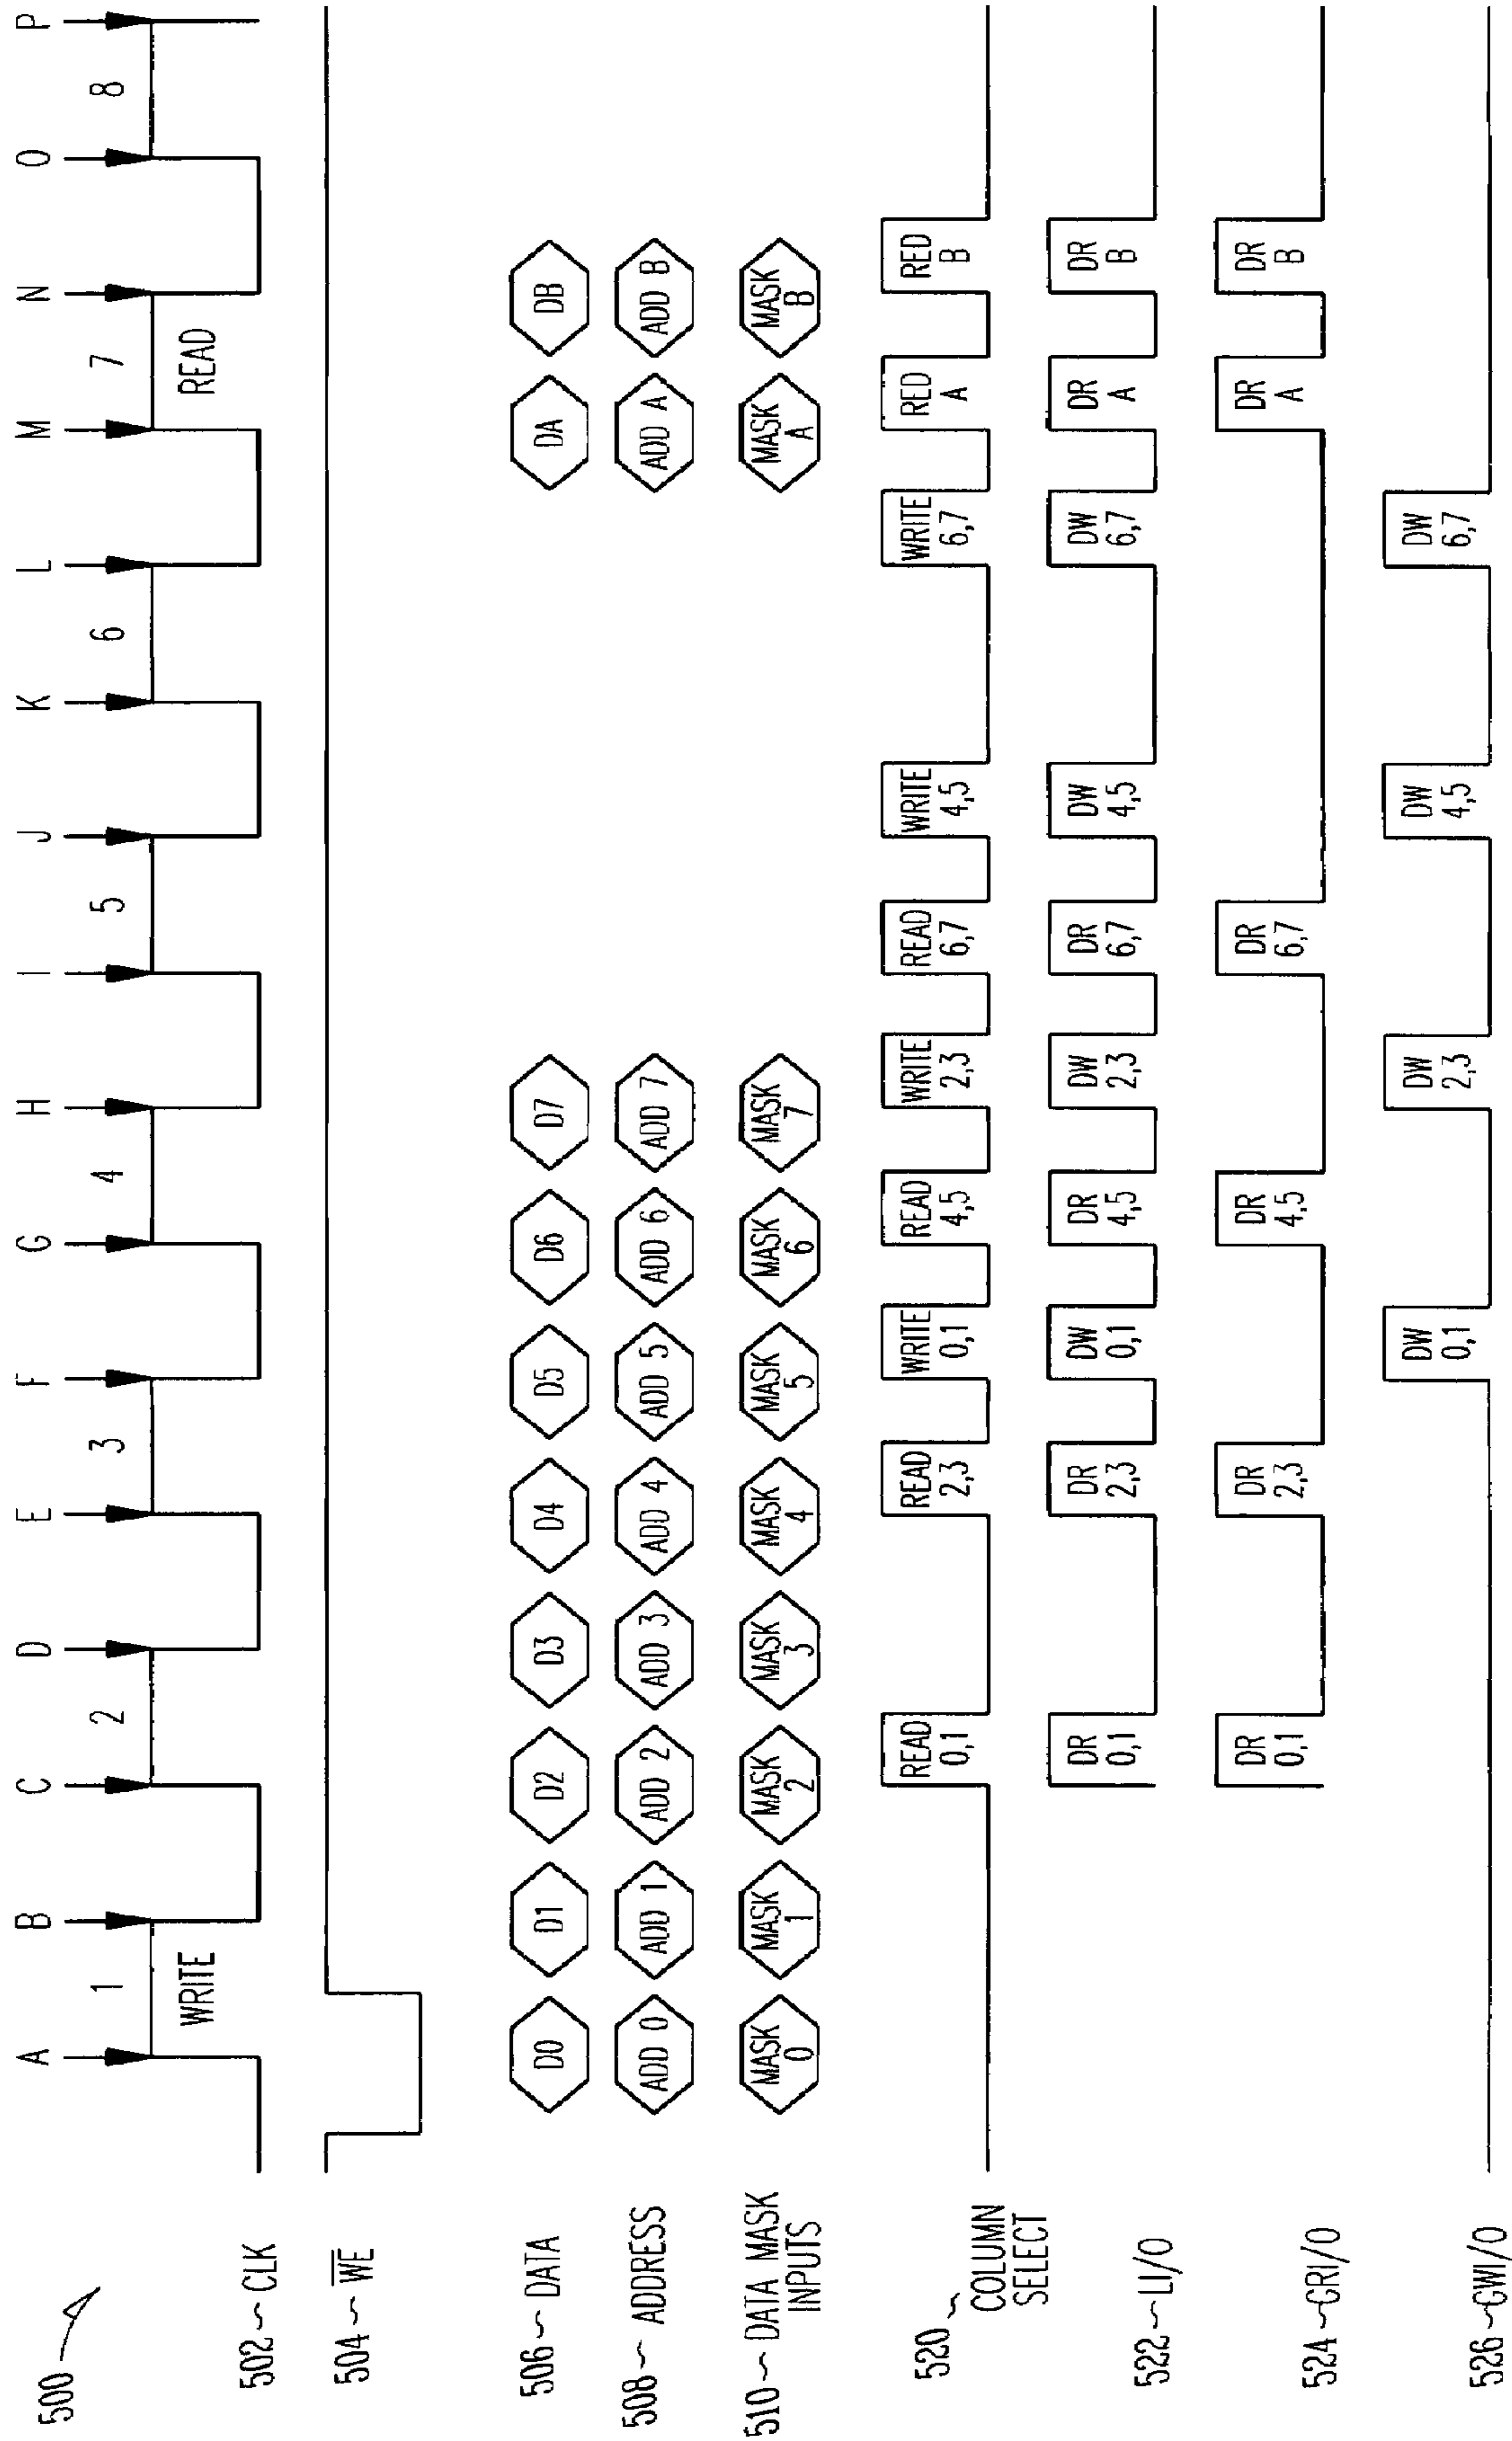 500
A B C D E F G H I J K L M N O P
1 2 3 4 5 6 7 8
WRITE READ
502 ~ CLK
504 ~ W̅E̅
506 ~ DATA
D0 D1 D2 D3 D4 D5 D6 D7 DA DB
508 ~ ADDRESS
ADD 0 ADD 1 ADD 2 ADD 3 ADD 4 ADD 5 ADD 6 ADD 7 ADD A ADD B
510 ~ DATA MASK
INPUTS
MASK 0 MASK 1 MASK 2 MASK 3 MASK 4 MASK 5 MASK 6 MASK 7 MASK A MASK B
520 ~
COLUMN
SELECT
READ READ WRITE READ WRITE READ WRITE WRITE RED RED
0,1 2,3 0,1 4,5 2,3 6,7 4,5 6,7 A B
522 ~ LI/O
DR DR DW DR DW DR DW DW DR DR
0,1 2,3 0,1 4,5 2,3 6,7 4,5 6,7 A B
524 ~ GRI/O
DR DR DR DR DR DR
0,1 2,3 4,5 6,7 A B
526 ~ GWI/O
DW DW DW DW
0,1 2,3 4,5 6,7